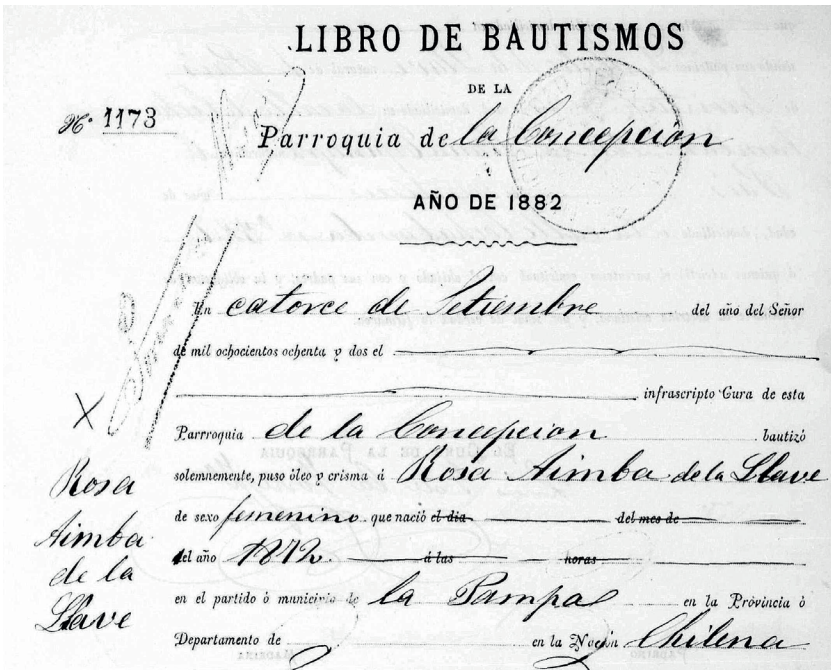 LIBRO DE BAUTISMOS
DE LA
Nº 1173
Parroquia de la Concepcion
AÑO DE 1882
En catorce de Setiembre del año del Señor
de mil ochocientos ochenta y dos el
infrascripto Cura de esta
Parrroquia de la Concepcion bautizó
solemnemente, puso óleo y crisma á Rosa Aimba de la Llave
de sexo femenino que nació el dia del mes de
del año 1872 á las horas
en el partido ó municipio de la Pampa en la Provincia ó
Departamento de en la Nación Chilena
X
Rosa
Aimba
de la
Llave